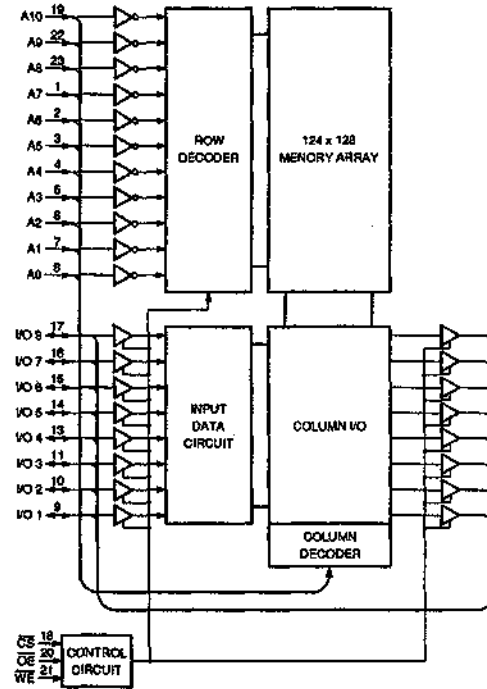 A10 19
A9 22
A8 23
A7 1
A6 2
A5 3
A4 4
A3 5
A2 6
A1 7
A0 8
ROW
DECODER
124 x 128
MENORY ARRAY
I/O 8 17
I/O 7 16
I/O 6 15
I/O 5 14
I/O 4 13
I/O 3 11
I/O 2 10
I/O 1 9
INPUT
DATA
CIRCUIT
COLUMN I/O
COLUMN DECODER
CS 18
OE 20
WE 21
CONTROL
CIRCUIT